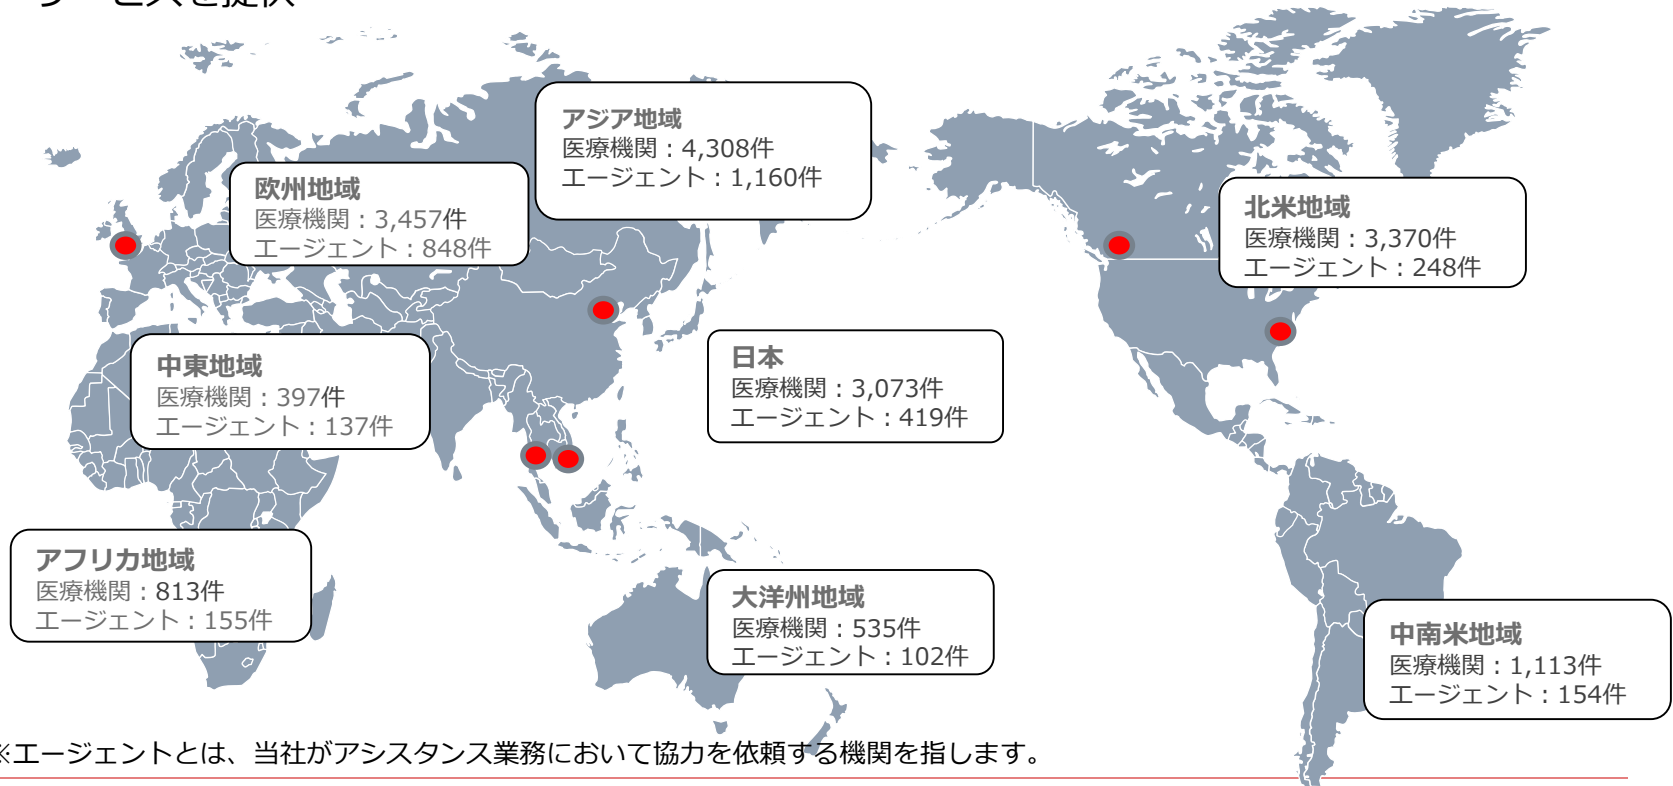 サービスを提供
アジア地域
医療機関：4,308件
エージェント：1,160件
欧州地域
医療機関：3,457件
エージェント：848件
北米地域
医療機関：3,370件
エージェント：248件
中東地域
医療機関：397件
エージェント：137件
日本
医療機関：3,073件
エージェント：419件
アフリカ地域
医療機関：813件
エージェント：155件
大洋州地域
医療機関：535件
エージェント：102件
中南米地域
医療機関：1,113件
エージェント：154件
※エージェントとは、当社がアシスタンス業務において協力を依頼する機関を指します。